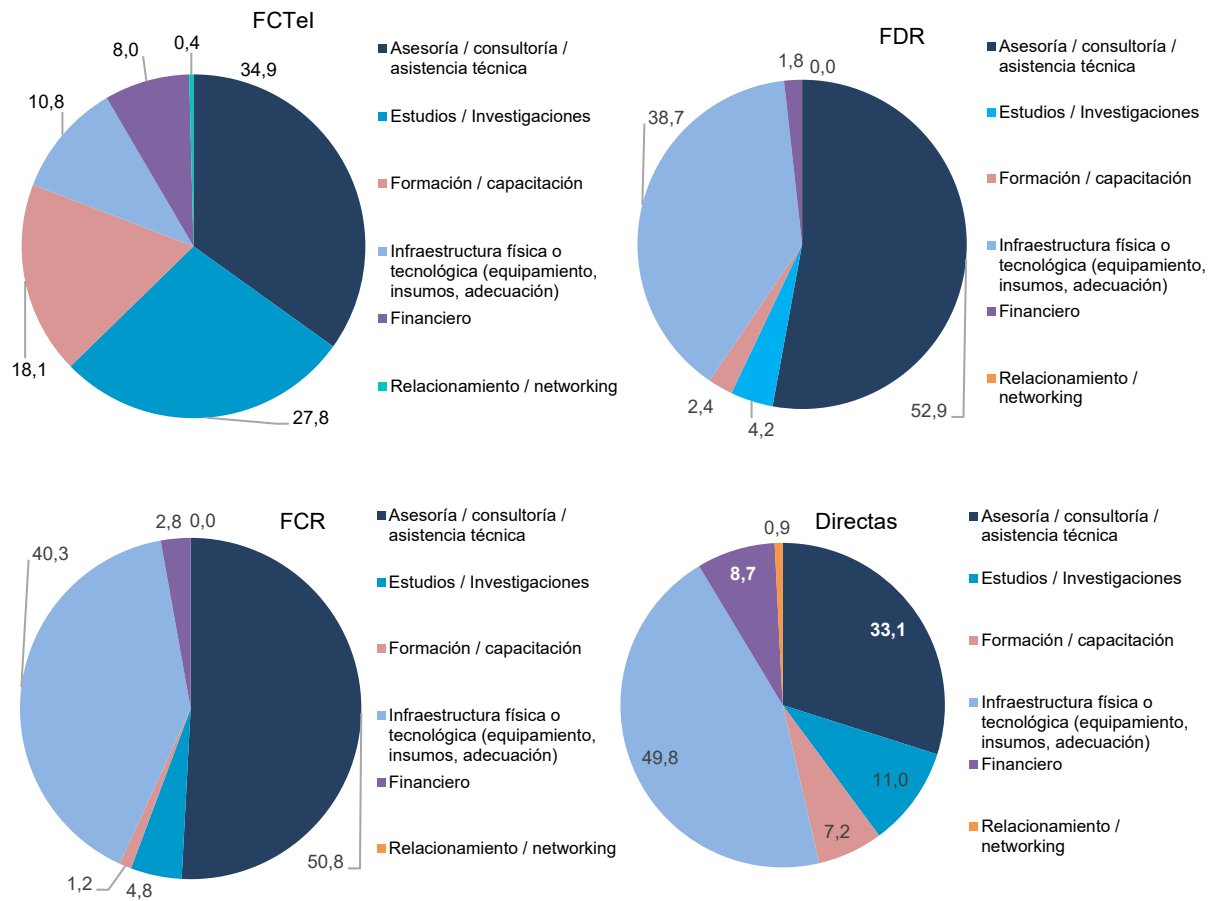 FCTeI
34,9
27,8
18,1
10,8
8,0
0,4
Asesoría / consultoría /
asistencia técnica
Estudios / Investigaciones
Formación / capacitación
Infraestructura física o
tecnológica (equipamiento,
insumos, adecuación)
Financiero
Relacionamiento / networking
FDR
52,9
4,2
2,4
38,7
1,8
0,0
Asesoría / consultoría /
asistencia técnica
Estudios / Investigaciones
Formación / capacitación
Infraestructura física o
tecnológica (equipamiento,
insumos, adecuación)
Financiero
Relacionamiento /
networking
FCR
50,8
4,8
1,2
40,3
2,8
0,0
Asesoría / consultoría /
asistencia técnica
Estudios / Investigaciones
Formación / capacitación
Infraestructura física o
tecnológica (equipamiento,
insumos, adecuación)
Financiero
Relacionamiento / networking
Directas
33,1
11,0
7,2
49,8
8,7
0,9
Asesoría / consultoría /
asistencia técnica
Estudios / Investigaciones
Formación / capacitación
Infraestructura física o
tecnológica (equipamiento,
insumos, adecuación)
Financiero
Relacionamiento /
networking